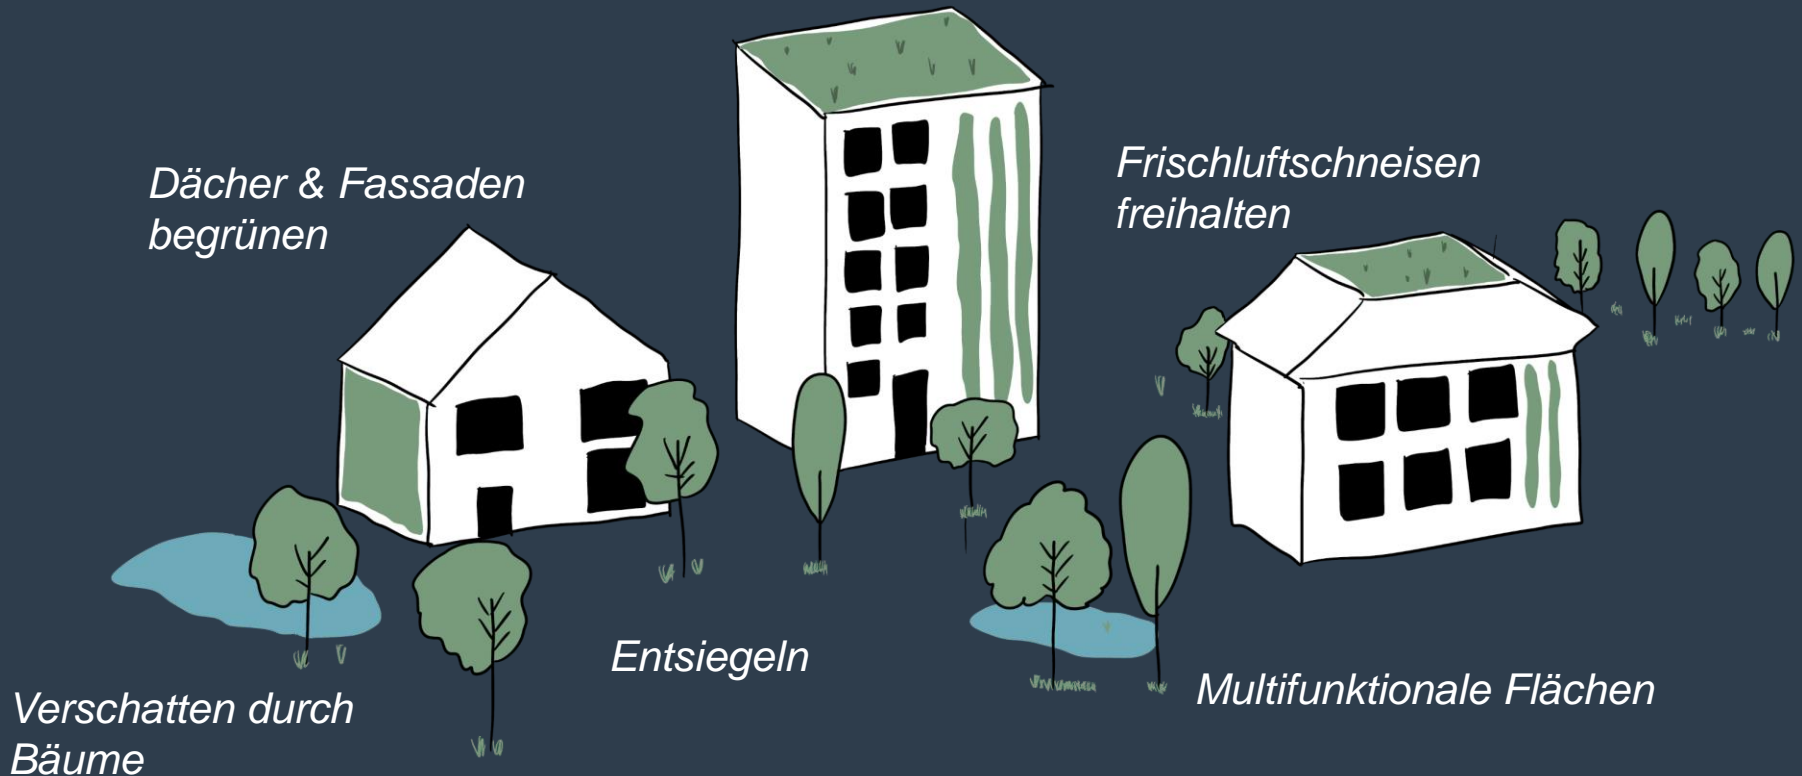 Dächer & Fassaden
begrünen
Frischluftschneisen
freihalten
Entsiegeln
Multifunktionale Flächen
Verschatten durch
Bäume